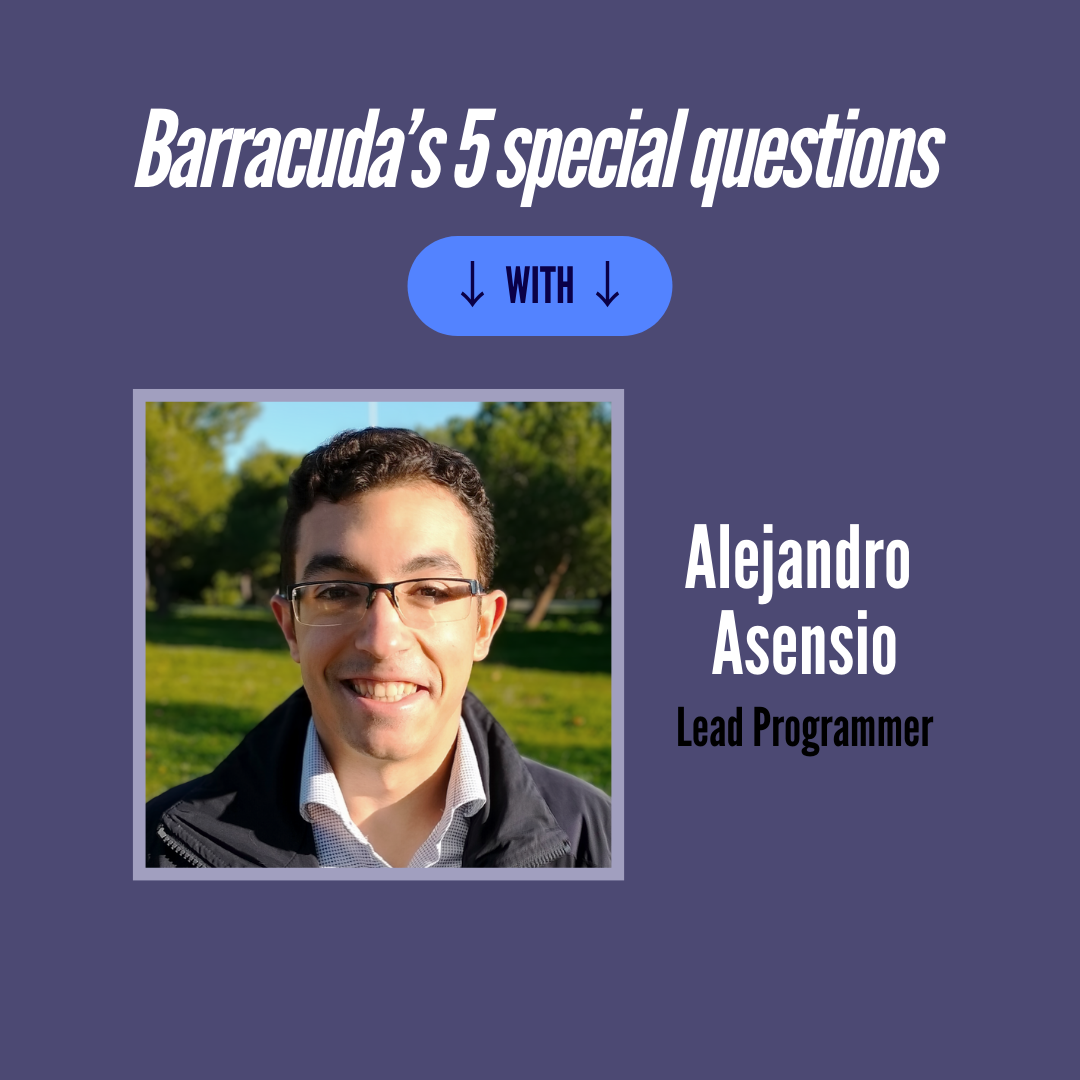 Barracuda’s 5 special questions
↓ WITH ↓
Alejandro
Asensio
Lead Programmer